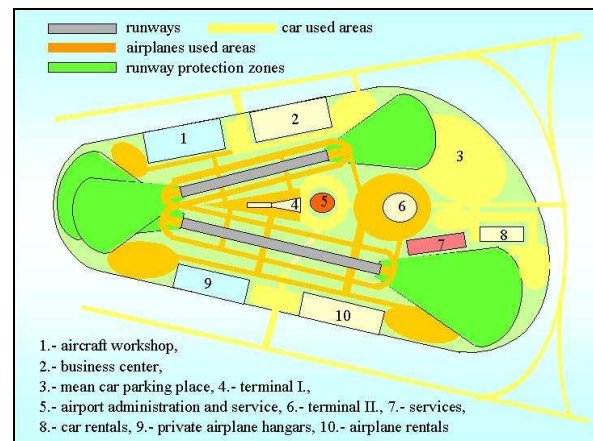 runways car used areas
airplanes used areas
runway protection zones
1
2
3
4
5
6
7
8
9
10
1.- aircraft workshop,
2.- business center,
3.- mean car parking place, 4.- terminal I.,
5.- airport administration and service, 6.- terminal II., 7.- services,
8.- car rentals, 9.- private airplane hangars, 10.- airplane rentals